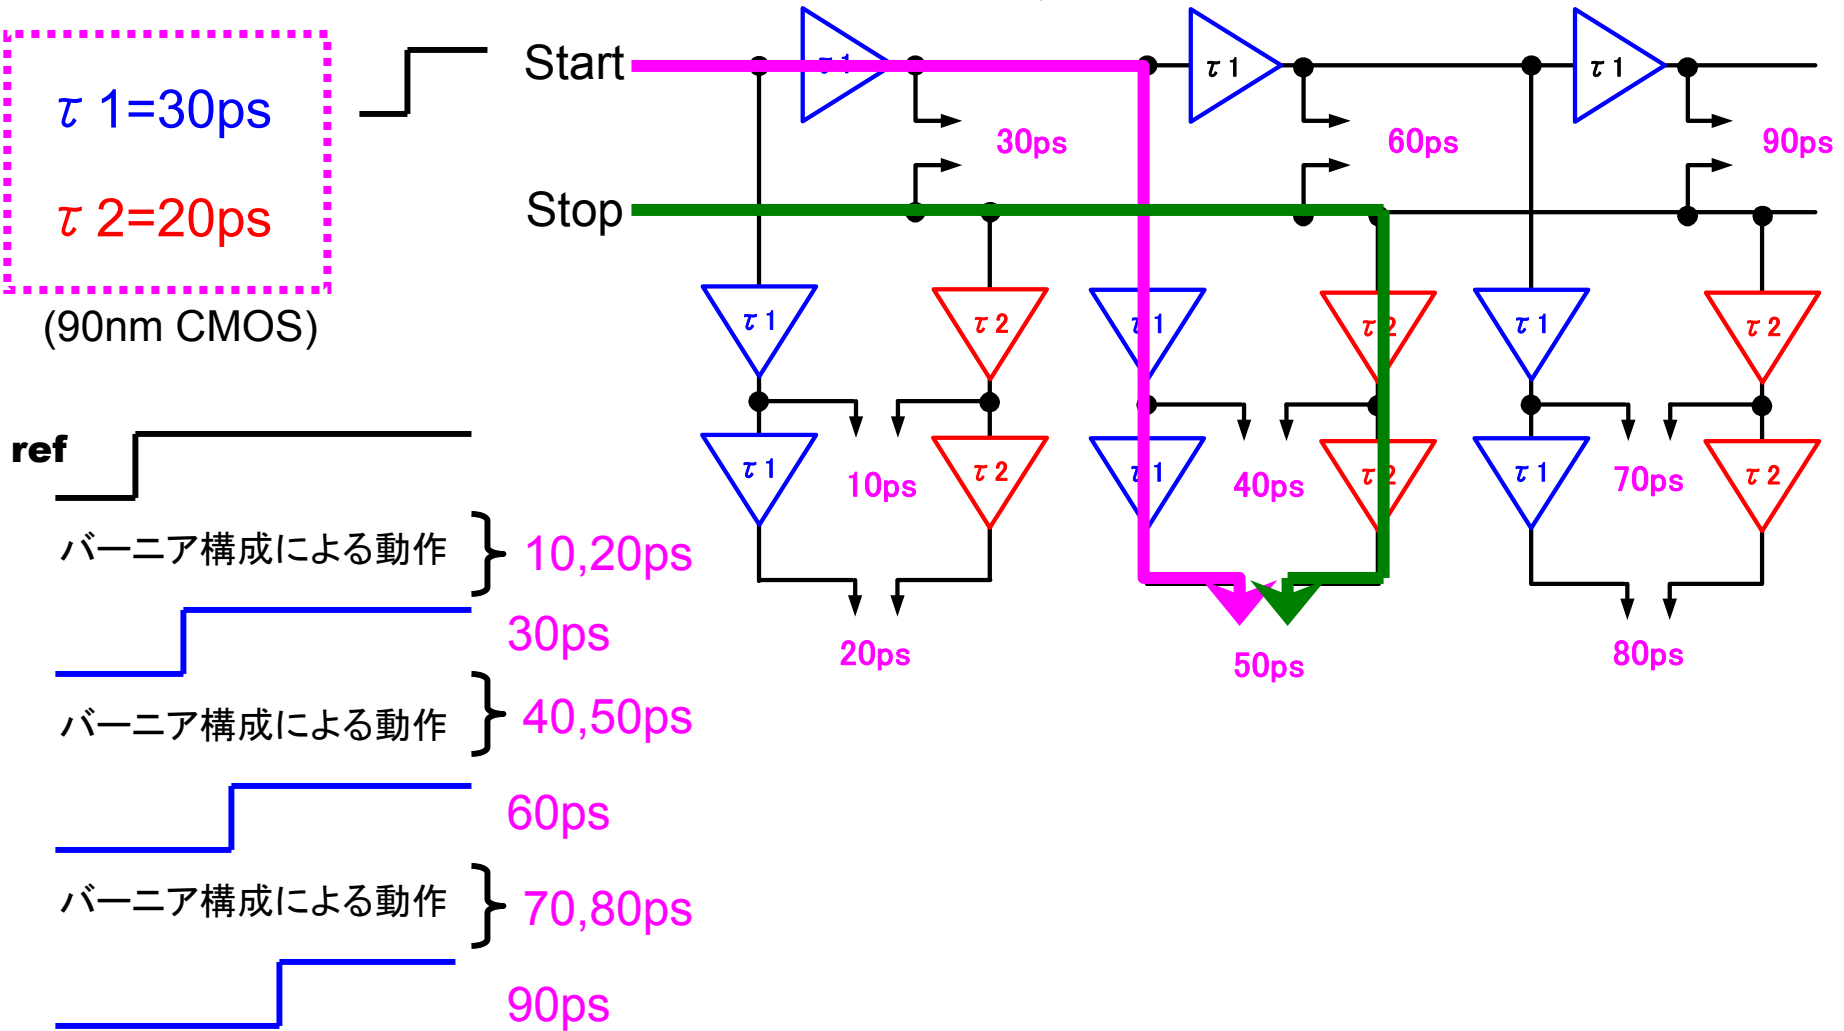 τ 1=30ps
τ 2=20ps
(90nm CMOS)
Start
τ 1
τ 1
τ 1
30ps
60ps
90ps
Stop
τ 1
τ 2
τ 1
τ 2
τ 1
τ 2
τ 1
τ 2
τ 1
τ 2
τ 1
τ 2
10ps
40ps
70ps
20ps
50ps
80ps
ref
バーニア構成による動作
10,20ps
30ps
バーニア構成による動作
40,50ps
60ps
バーニア構成による動作
70,80ps
90ps